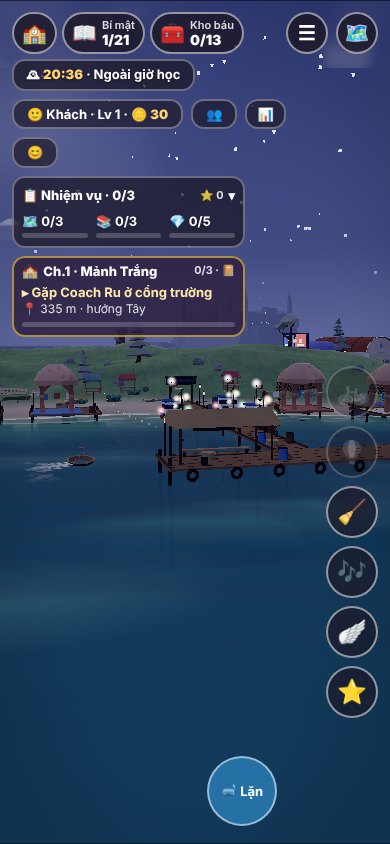 Bí mật
1/21
Kho báu
0/13
20:36 · Ngoài giờ học
Khách · Lv 1 · 30
Nhiệm vụ · 0/3
0 ▾
0/3
0/3
0/5
Ch.1 · Mảnh Trắng
0/3 ·
▸ Gặp Coach Ru ở cổng trường
335 m · hướng Tây
Lặn